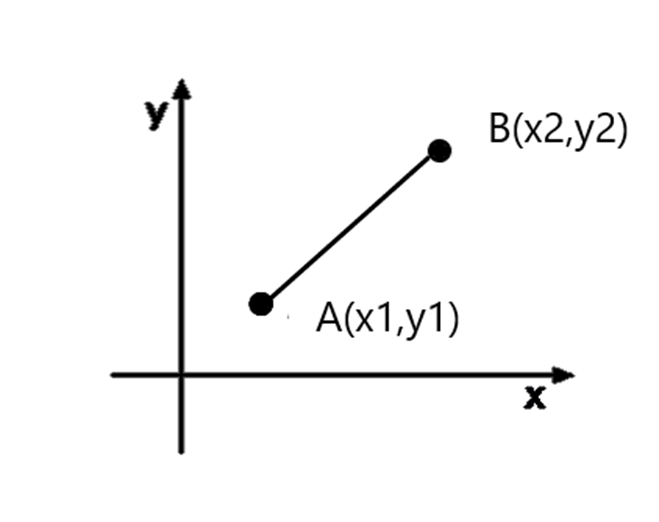 y
B(x2,y2)
A(x1,y1)
x